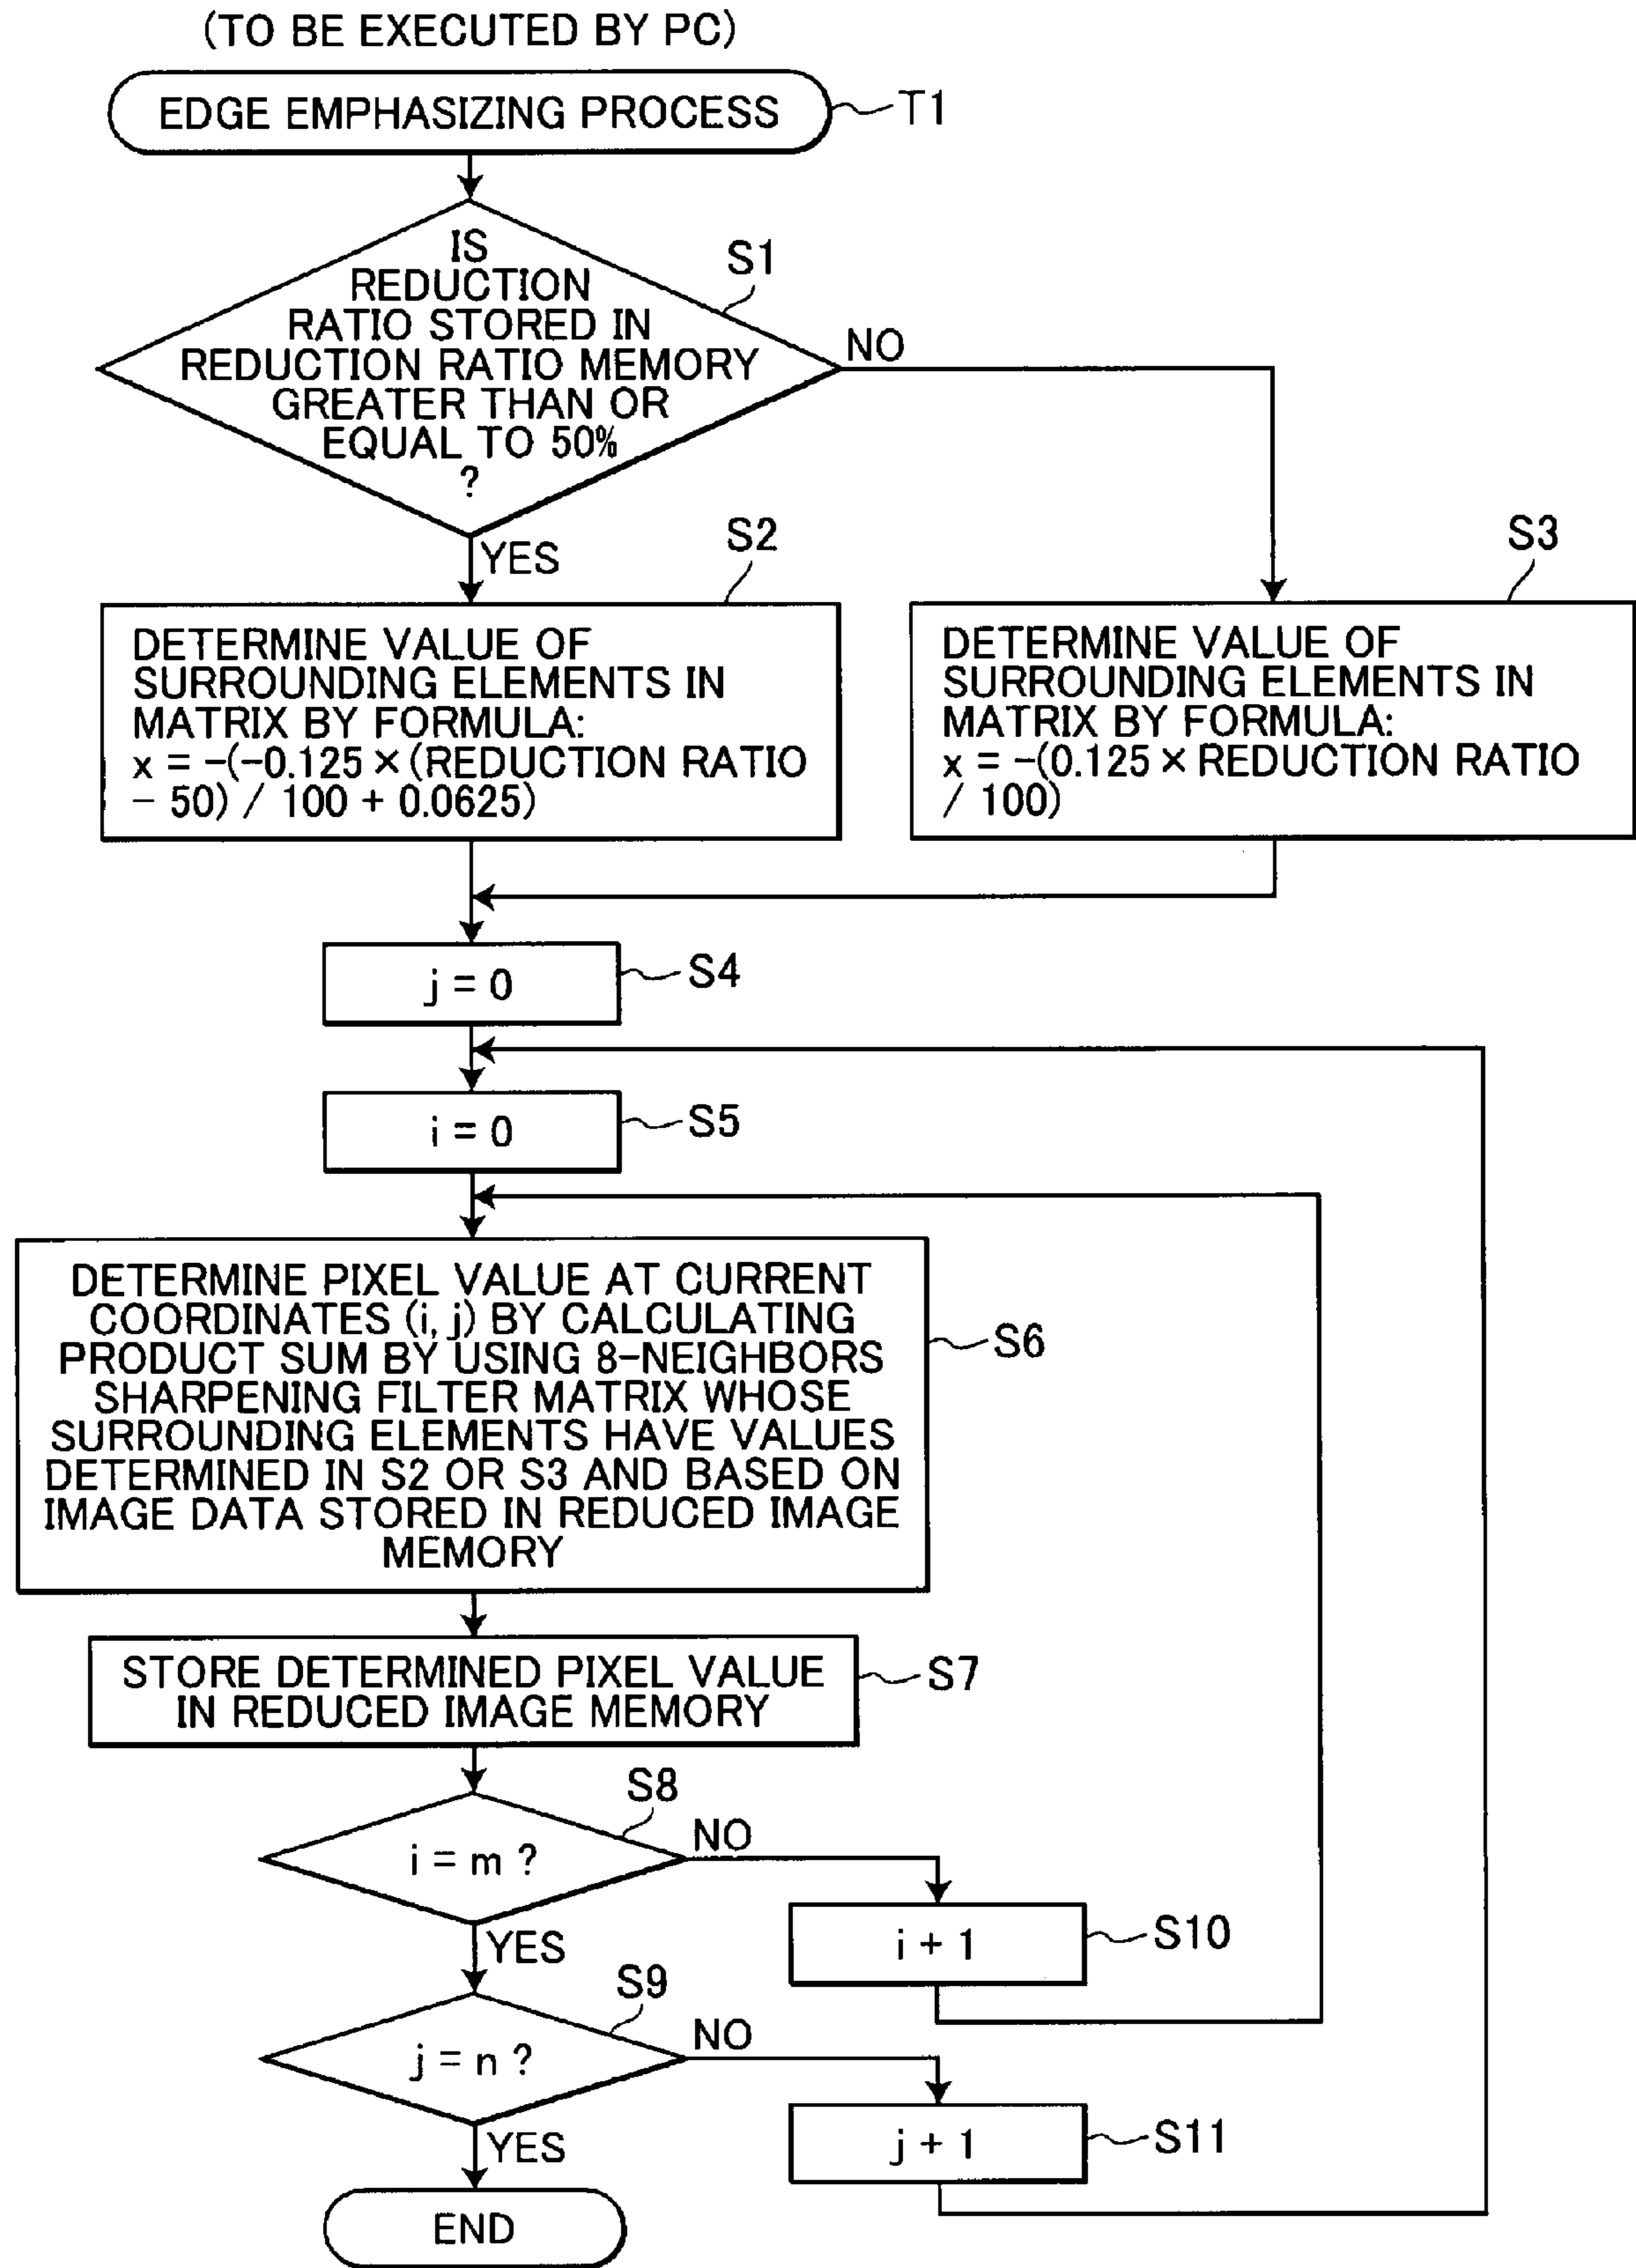 (TO BE EXECUTED BY PC)
EDGE EMPHASIZING PROCESS
T1
IS
REDUCTION
RATIO STORED IN
REDUCTION RATIO MEMORY
GREATER THAN OR
EQUAL TO 50%
?
S1
NO
YES
S2
DETERMINE VALUE OF
SURROUNDING ELEMENTS IN
MATRIX BY FORMULA:
x = -(-0.125 × (REDUCTION RATIO
- 50) / 100 + 0.0625)
S3
DETERMINE VALUE OF
SURROUNDING ELEMENTS IN
MATRIX BY FORMULA:
x = -(0.125 × REDUCTION RATIO
/ 100)
j = 0
S4
i = 0
S5
DETERMINE PIXEL VALUE AT CURRENT
COORDINATES (i, j) BY CALCULATING
PRODUCT SUM BY USING 8-NEIGHBORS
SHARPENING FILTER MATRIX WHOSE
SURROUNDING ELEMENTS HAVE VALUES
DETERMINED IN S2 OR S3 AND BASED ON
IMAGE DATA STORED IN REDUCED IMAGE
MEMORY
S6
STORE DETERMINED PIXEL VALUE
IN REDUCED IMAGE MEMORY
S7
i = m ?
S8
NO
YES
i + 1
S10
j = n ?
S9
NO
YES
j + 1
S11
END